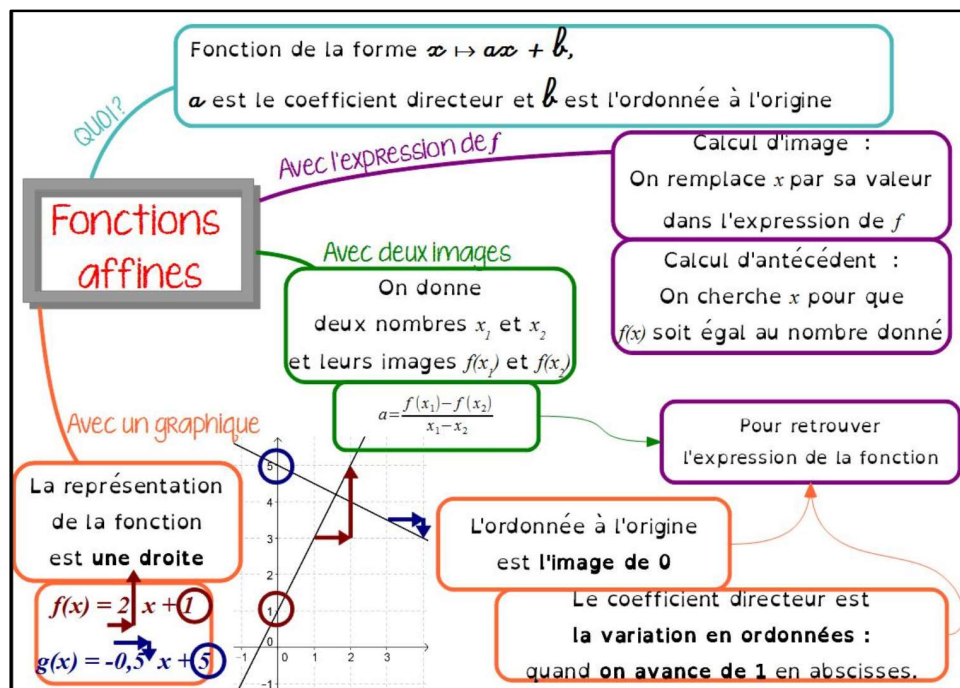 Fonction de la forme x ↦ ax + b,
a est le coefficient directeur et b est l'ordonnée à l'origine
QUOI?
Avec l'expression de f
Calcul d'image :
On remplace x par sa valeur
dans l'expression de f
Fonctions
affines
Avec deux images
On donne
deux nombres x₁ et x₂
et leurs images f(x₁) et f(x₂)
Calcul d'antécédent :
On cherche x pour que
f(x) soit égal au nombre donné
a = (f(x₁)−f(x₂))/(x₁−x₂)
Pour retrouver
l'expression de la fonction
Avec un graphique
La représentation
de la fonction
est une droite
f(x) = 2 x + 1
g(x) = -0,5 x + 5
5
4
3
2
1
0
-1
-1 0 1 2 3
L'ordonnée à l'origine
est l'image de 0
Le coefficient directeur est
la variation en ordonnées :
quand on avance de 1 en abscisses.